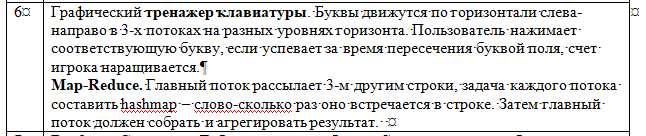 6
Графический тренажер клавиатуры. Буквы движутся по горизонтали слева-
направо в 3-х потоках на разных уровнях горизонта. Пользователь нажимает
соответствующую букву, если успевает за время пересечения буквой поля, счет
игрока наращивается.
Map-Reduce. Главный поток рассылает 3-м другим строки, задача каждого потока
составить hashmap – слово-сколько раз оно встречается в строке. Затем главный
поток должен собрать и агрегировать результат.